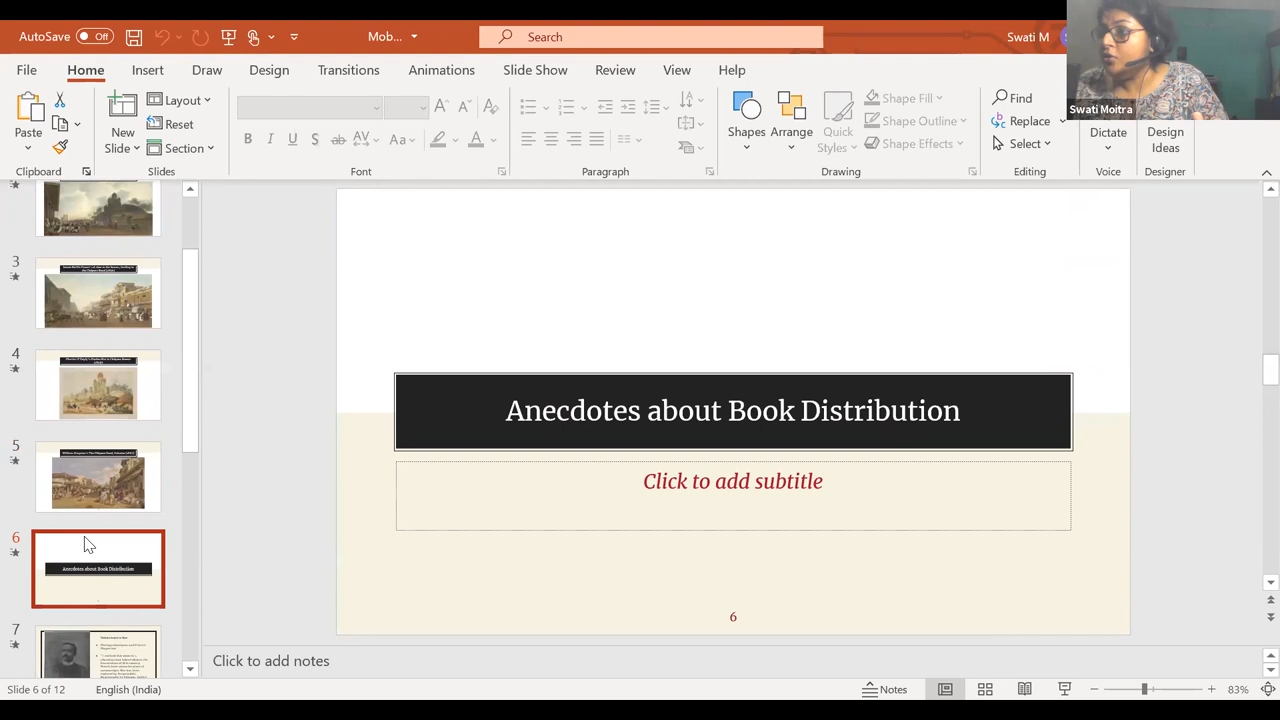 AutoSave Off Mob... Search Swati M
Swati Moitra
File Home Insert Draw Design Transitions Animations Slide Show Review View Help
Paste
New
Slide
Layout
Reset
Section
B I U S ab AV Aa A
Shapes Arrange Quick
Styles
Shape Fill
Shape Outline
Shape Effects
Find
Replace
Select
Dictate
Design
Ideas
Clipboard Slides Font Paragraph Drawing Editing Voice Designer
3
4
5
6
Anecdotes about Book Distribution
7
Anecdotes about Book Distribution
Click to add subtitle
6
Click to add notes
Slide 6 of 12 English (India) Notes 83%